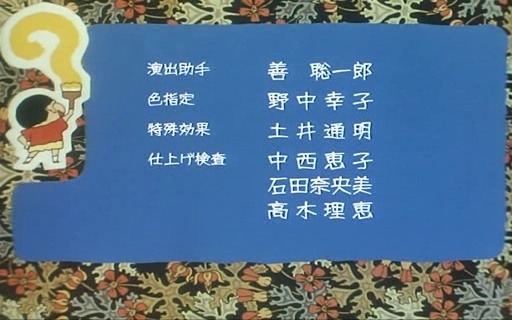 演出助手 善 聡一郎
色指定 野中幸子
特殊効果 土井通明
仕上げ検査 中西恵子
石田奈央美
高木理恵